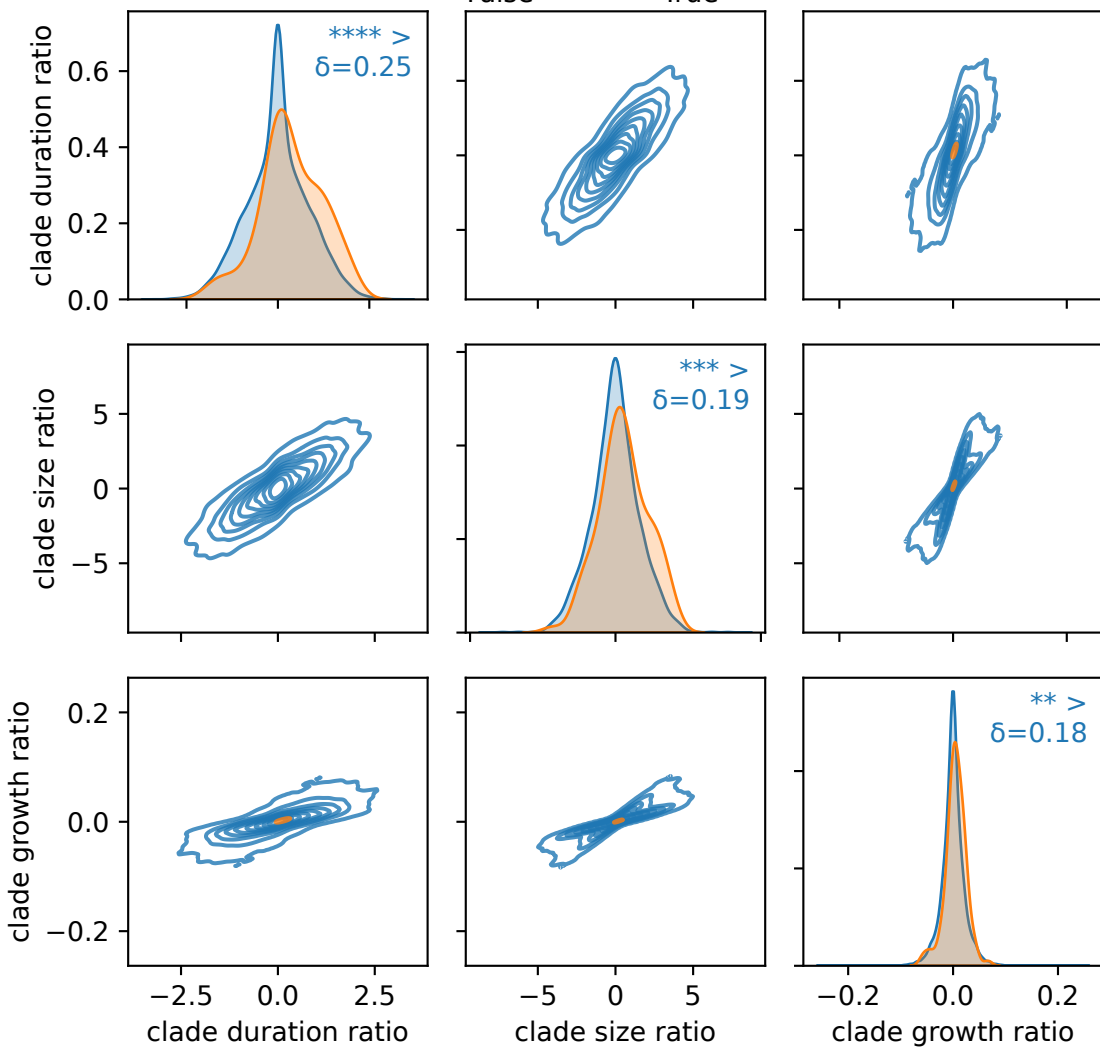 clade duration ratio
0.6
0.4
0.2
0.0
**** >
δ=0.25
clade size ratio
5
0
−5
*** >
δ=0.19
clade growth ratio
0.2
0.0
−0.2
** >
δ=0.18
−2.5 0.0 2.5
−5 0 5
−0.2 0.0 0.2
clade duration ratio
clade size ratio
clade growth ratio